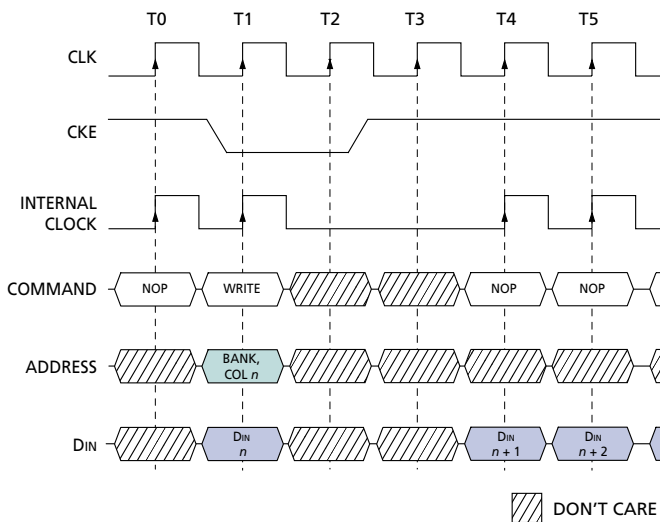 T0 T1 T2 T3 T4 T5
CLK
CKE
INTERNAL
CLOCK
COMMAND NOP WRITE NOP NOP
ADDRESS BANK,
COL n
DIN DIN
n DIN
n + 1 DIN
n + 2
DON'T CARE